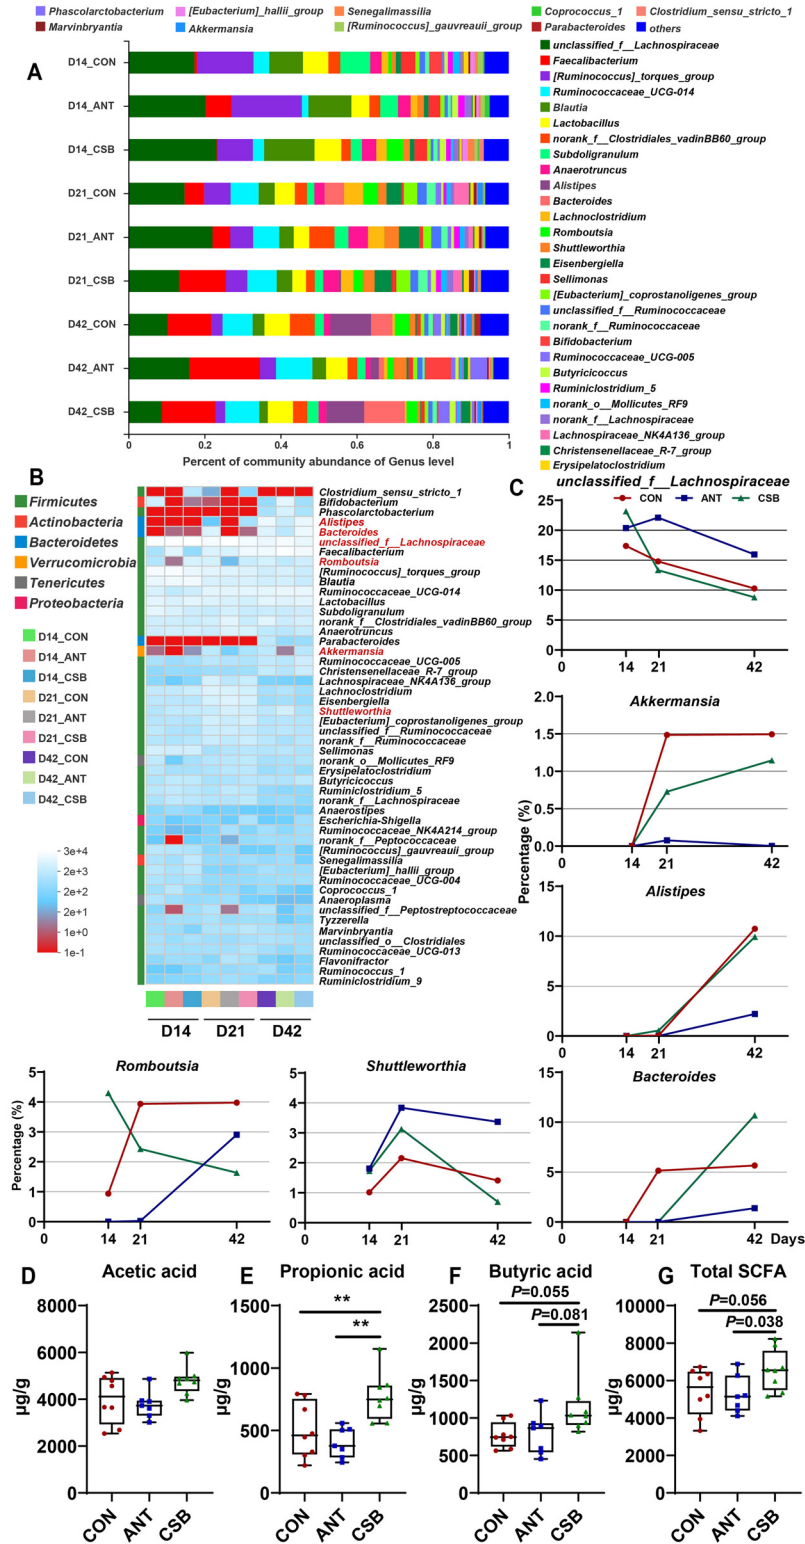 Phascolarctobacterium
[Eubacterium]_hallii_group
Senegalimassilia
Coprococcus_1
Clostridium_sensu_stricto_1
Marvinbryantia
Akkermansia
[Ruminococcus]_gauvreauii_group
Parabacteroides
others
A
D14_CON
D14_ANT
D14_CSB
D21_CON
D21_ANT
D21_CSB
D42_CON
D42_ANT
D42_CSB
0 0.2 0.4 0.6 0.8 1
Percent of community abundance of Genus level
unclassified_f__Lachnospiraceae
Faecalibacterium
[Ruminococcus]_torques_group
Ruminococcaceae_UCG-014
Blautia
Lactobacillus
norank_f__Clostridiales_vadinBB60_group
Subdoligranulum
Anaerotruncus
Alistipes
Bacteroides
Lachnoclostridium
Romboutsia
Shuttleworthia
Eisenbergiella
Sellimonas
[Eubacterium]_coprostanoligenes_group
unclassified_f__Ruminococcaceae
norank_f__Ruminococcaceae
Bifidobacterium
Ruminococcaceae_UCG-005
Butyricicoccus
Ruminiclostridium_5
norank_o__Mollicutes_RF9
norank_f__Lachnospiraceae
Lachnospiraceae_NK4A136_group
Christensenellaceae_R-7_group
Erysipelatoclostridium
B
Firmicutes
Actinobacteria
Bacteroidetes
Verrucomicrobia
Tenericutes
Proteobacteria
D14_CON
D14_ANT
D14_CSB
D21_CON
D21_ANT
D21_CSB
D42_CON
D42_ANT
D42_CSB
3e+4
2e+3
2e+2
2e+1
1e+0
1e-1
Clostridium_sensu_stricto_1
Bifidobacterium
Phascolarctobacterium
Alistipes
Bacteroides
unclassified_f__Lachnospiraceae
Faecalibacterium
Romboutsia
[Ruminococcus]_torques_group
Blautia
Ruminococcaceae_UCG-014
Lactobacillus
Subdoligranulum
norank_f__Clostridiales_vadinBB60_group
Anaerotruncus
Parabacteroides
Akkermansia
Ruminococcaceae_UCG-005
Christensenellaceae_R-7_group
Lachnospiraceae_NK4A136_group
Lachnoclostridium
Eisenbergiella
Shuttleworthia
[Eubacterium]_coprostanoligenes_group
unclassified_f__Ruminococcaceae
norank_f__Ruminococcaceae
Sellimonas
norank_o__Mollicutes_RF9
Erysipelatoclostridium
Butyricicoccus
Ruminiclostridium_5
norank_f__Lachnospiraceae
Anaerostipes
Escherichia-Shigella
Ruminococcaceae_NK4A214_group
norank_f__Peptococcaceae
[Ruminococcus]_gauvreauii_group
Senegalimassilia
[Eubacterium]_hallii_group
Ruminococcaceae_UCG-004
Coprococcus_1
Anaeroplasma
unclassified_f__Peptostreptococcaceae
Tyzzerella
Marvinbryantia
unclassified_o__Clostridiales
Ruminococcaceae_UCG-013
Flavonifractor
Ruminococcus_1
Ruminiclostridium_9
D14 D21 D42
C
unclassified_f__Lachnospiraceae
CON ANT CSB
25
20
15
10
5
0
0 14 21 42
Akkermansia
2.0
1.5
1.0
0.5
0.0
0 14 21 42
Percentage (%)
Alistipes
15
10
5
0
0 14 21 42
Romboutsia
Percentage (%)
5
4
3
2
1
0
0 14 21 42
Shuttleworthia
5
4
3
2
1
0
0 14 21 42
Bacteroides
15
10
5
0
0 14 21 42 Days
D
Acetic acid
8000
6000
4000
2000
0
µg/g
CON ANT CSB
E
Propionic acid
**
**
1500
1000
500
0
µg/g
CON ANT CSB
F
Butyric acid
P=0.055
P=0.081
2500
2000
1500
1000
500
0
µg/g
CON ANT CSB
G
Total SCFA
P=0.056
P=0.038
10000
8000
6000
4000
2000
0
µg/g
CON ANT CSB